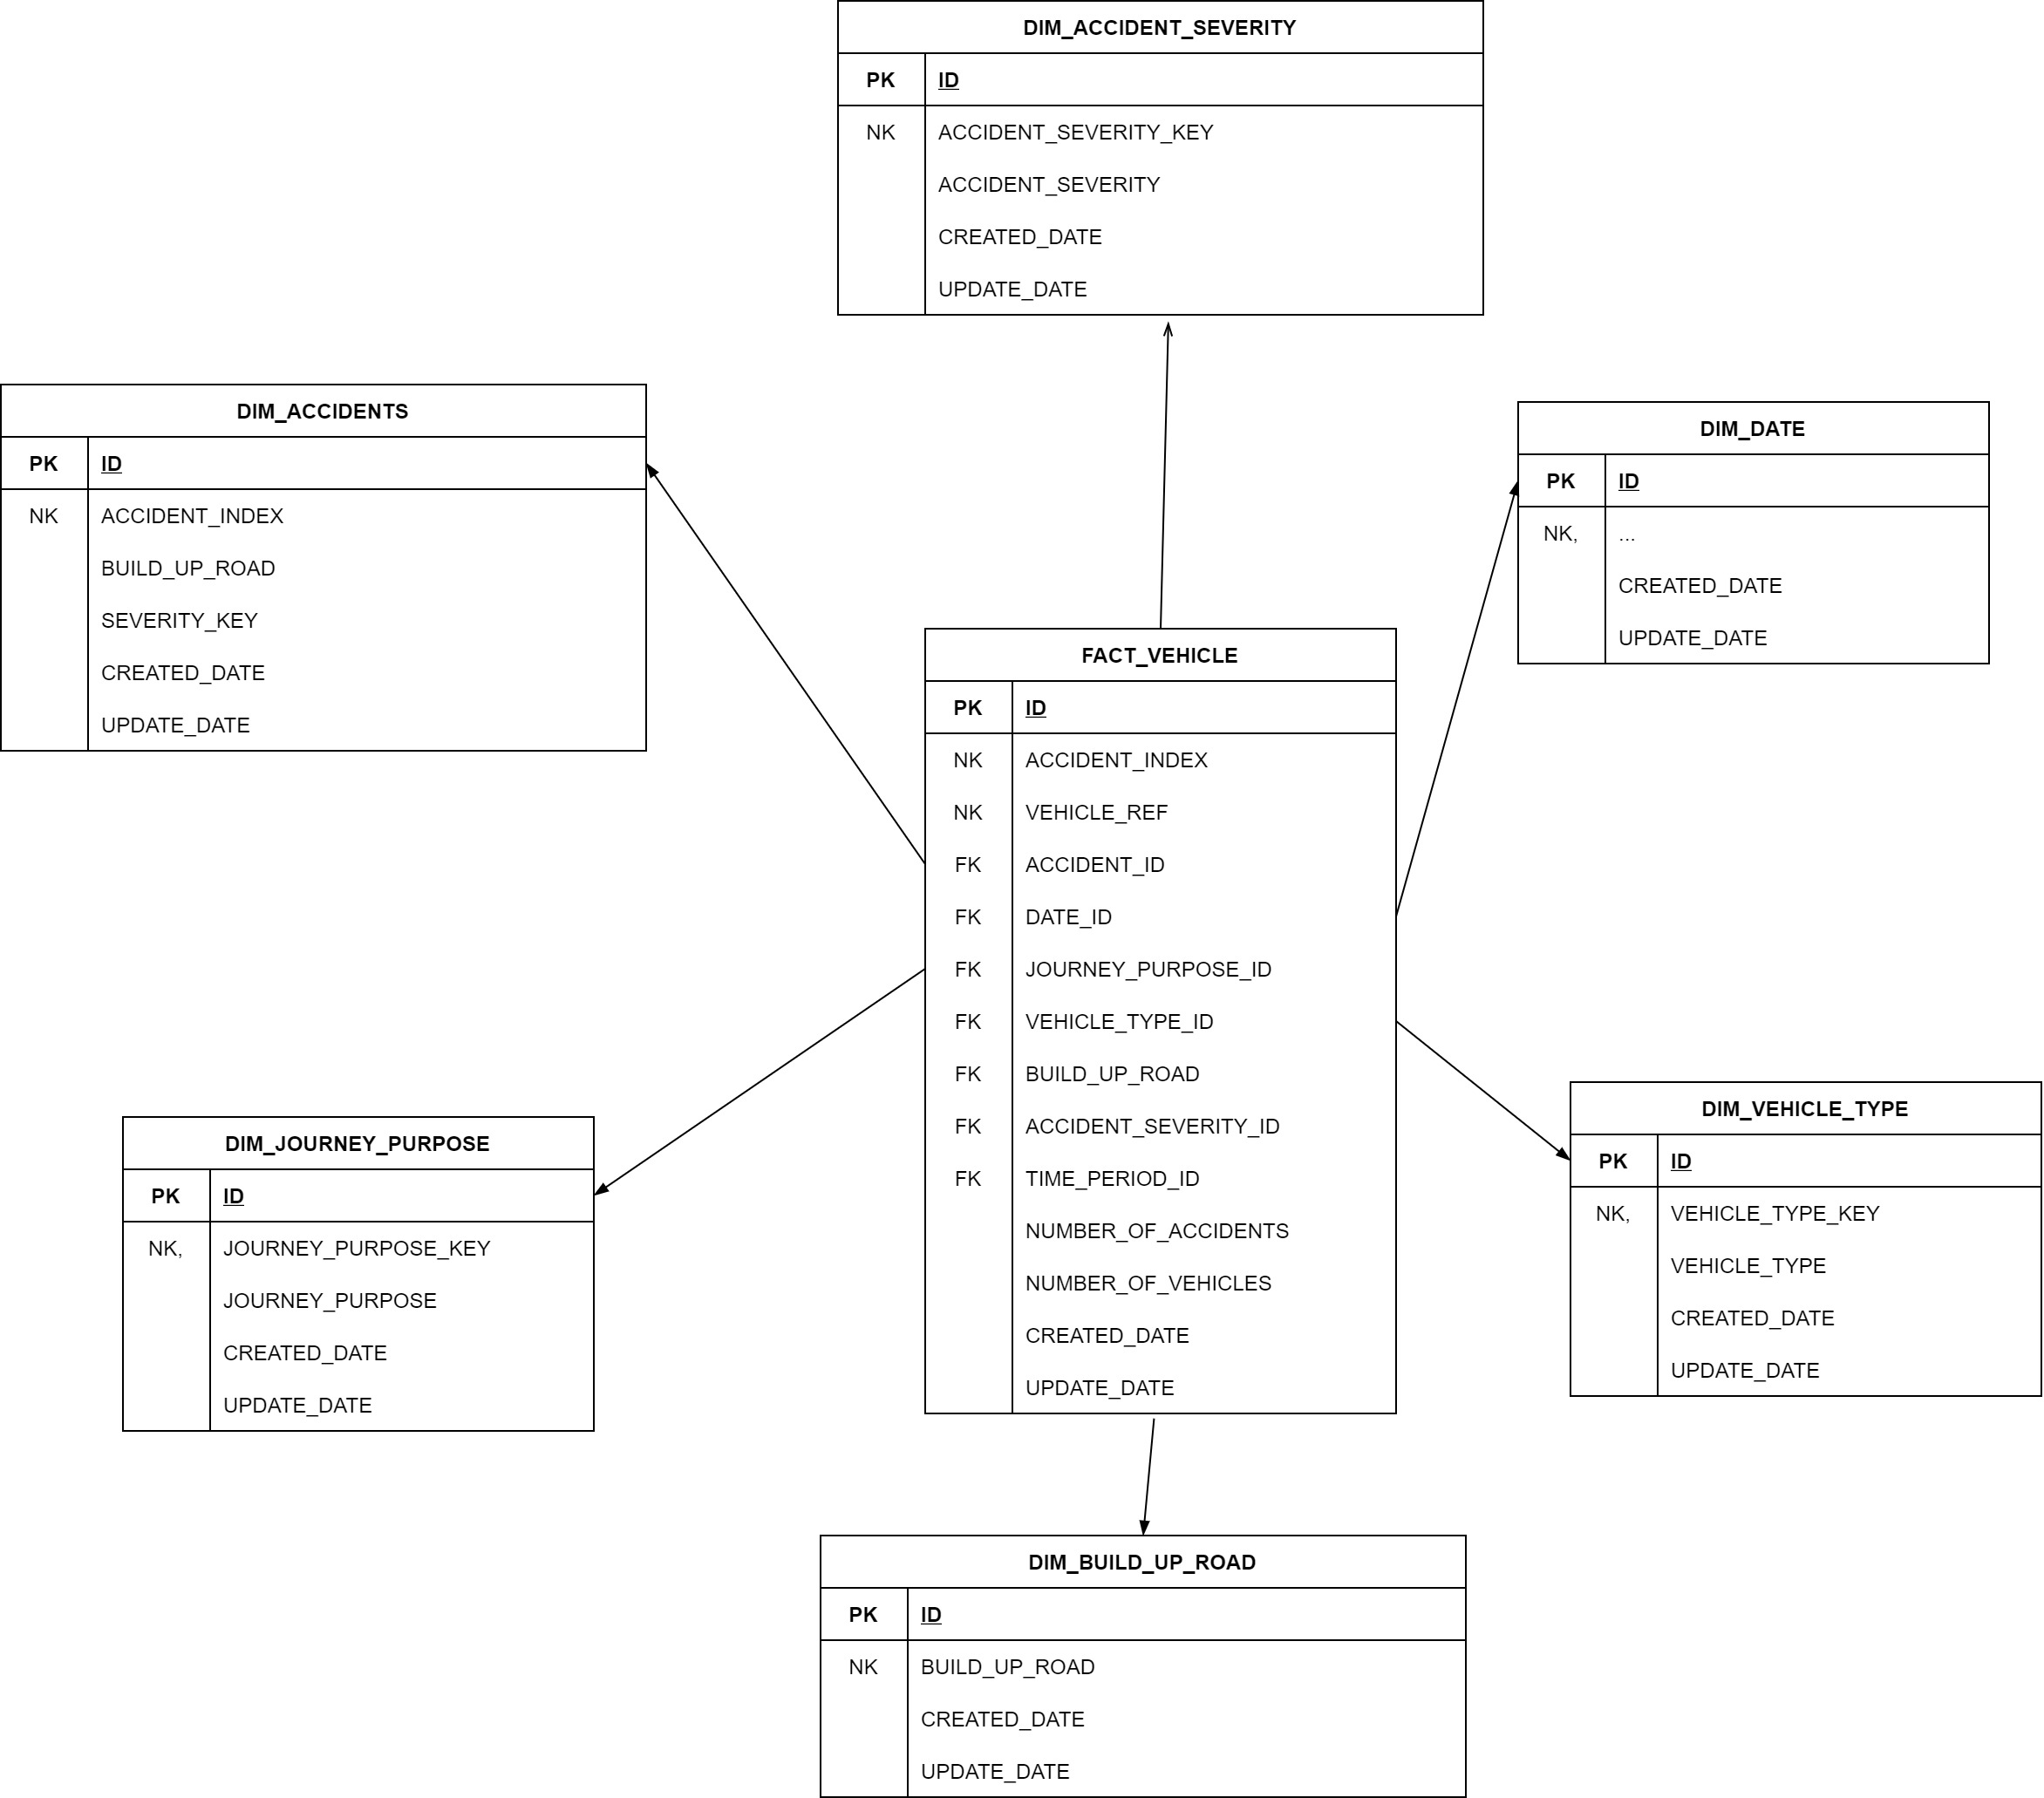 DIM_ACCIDENT_SEVERITY
PK ID
NK ACCIDENT_SEVERITY_KEY
ACCIDENT_SEVERITY
CREATED_DATE
UPDATE_DATE
DIM_ACCIDENTS
PK ID
NK ACCIDENT_INDEX
BUILD_UP_ROAD
SEVERITY_KEY
CREATED_DATE
UPDATE_DATE
DIM_DATE
PK ID
NK, ...
CREATED_DATE
UPDATE_DATE
FACT_VEHICLE
PK ID
NK ACCIDENT_INDEX
NK VEHICLE_REF
FK ACCIDENT_ID
FK DATE_ID
FK JOURNEY_PURPOSE_ID
FK VEHICLE_TYPE_ID
FK BUILD_UP_ROAD
FK ACCIDENT_SEVERITY_ID
FK TIME_PERIOD_ID
NUMBER_OF_ACCIDENTS
NUMBER_OF_VEHICLES
CREATED_DATE
UPDATE_DATE
DIM_JOURNEY_PURPOSE
PK ID
NK, JOURNEY_PURPOSE_KEY
JOURNEY_PURPOSE
CREATED_DATE
UPDATE_DATE
DIM_VEHICLE_TYPE
PK ID
NK, VEHICLE_TYPE_KEY
VEHICLE_TYPE
CREATED_DATE
UPDATE_DATE
DIM_BUILD_UP_ROAD
PK ID
NK BUILD_UP_ROAD
CREATED_DATE
UPDATE_DATE